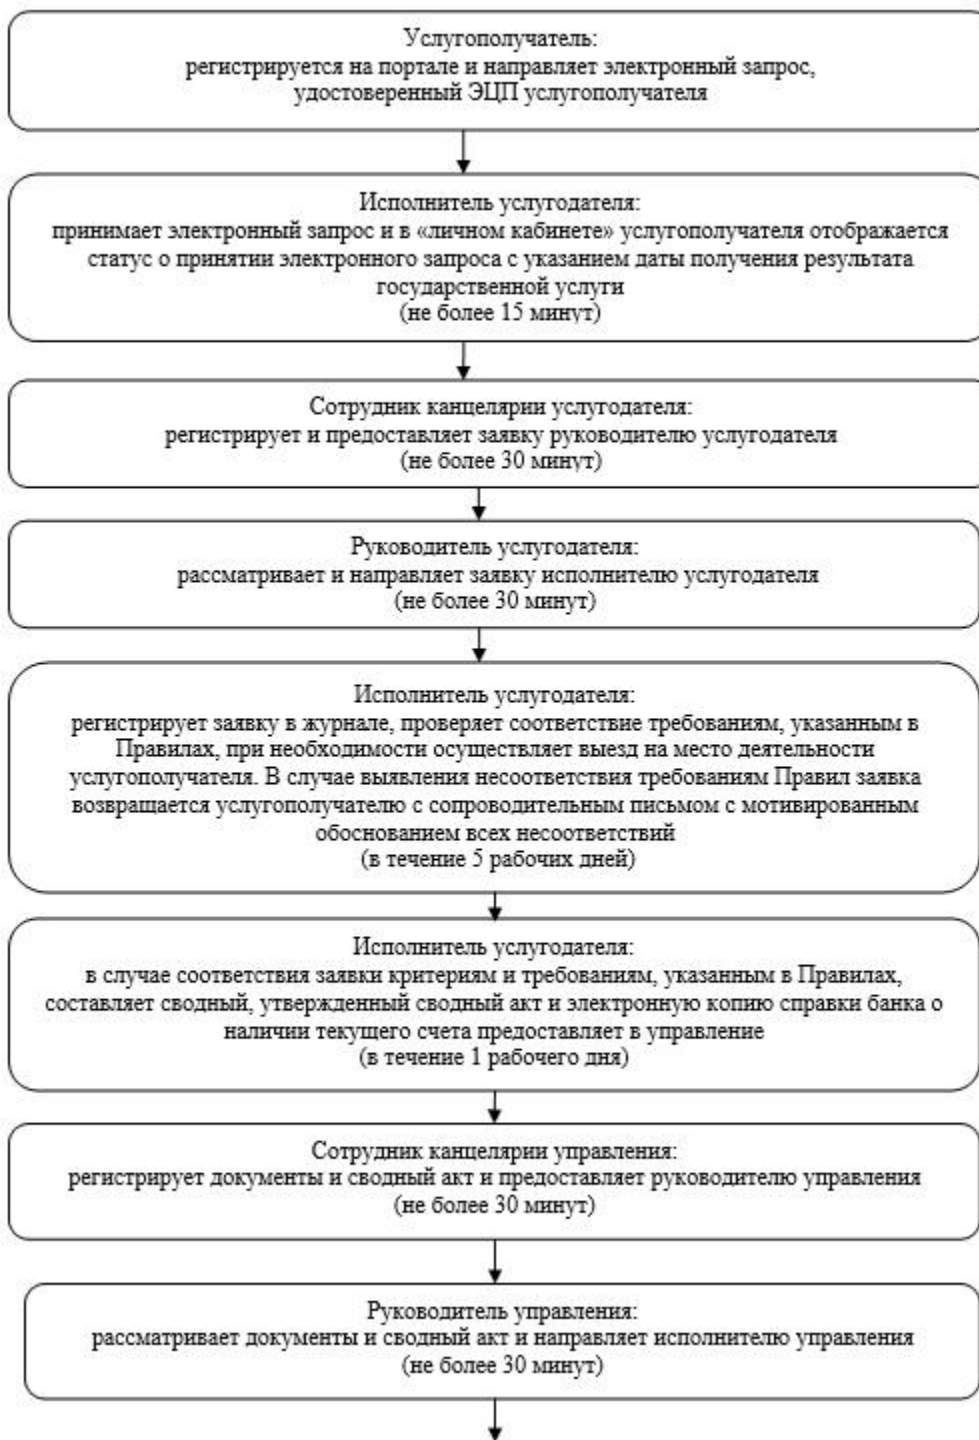 Услугополучатель:
регистрируется на портале и направляет электронный запрос,
удостоверенный ЭЦП услугополучателя
Исполнитель услугодателя:
принимает электронный запрос и в «личном кабинете» услугополучателя отображается
статус о принятии электронного запроса с указанием даты получения результата
государственной услуги
(не более 15 минут)
Сотрудник канцелярии услугодателя:
регистрирует и предоставляет заявку руководителю услугодателя
(не более 30 минут)
Руководитель услугодателя:
рассматривает и направляет заявку исполнителю услугодателя
(не более 30 минут)
Исполнитель услугодателя:
регистрирует заявку в журнале, проверяет соответствие требованиям, указанным в
Правилах, при необходимости осуществляет выезд на место деятельности
услугополучателя. В случае выявления несоответствия требованиям Правил заявка
возвращается услугополучателю с сопроводительным письмом с мотивированным
обоснованием всех несоответствий
(в течение 5 рабочих дней)
Исполнитель услугодателя:
в случае соответствия заявки критериям и требованиям, указанным в Правилах,
составляет сводный, утвержденный сводный акт и электронную копию справки банка о
наличии текущего счета предоставляет в управление
(в течение 1 рабочего дня)
Сотрудник канцелярии управления:
регистрирует документы и сводный акт и предоставляет руководителю управления
(не более 30 минут)
Руководитель управления:
рассматривает документы и сводный акт и направляет исполнителю управления
(не более 30 минут)